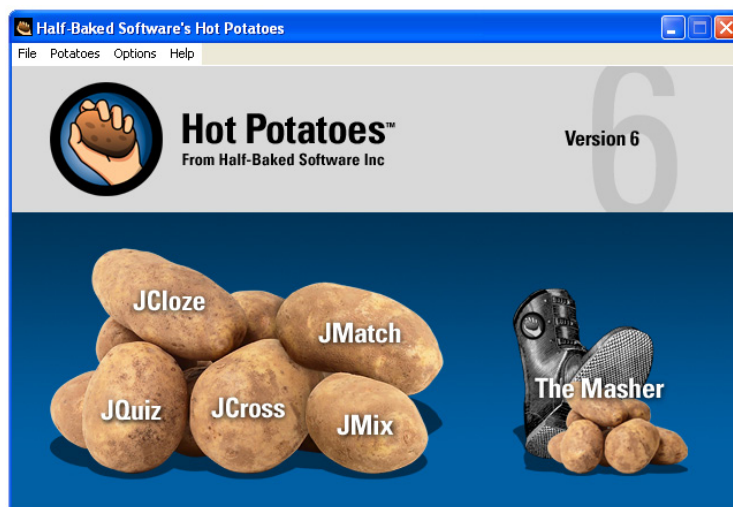 Half-Baked Software's Hot Potatoes
File Potatoes Options Help
6
Hot Potatoes™
From Half-Baked Software Inc
Version 6
JCloze
JMatch
JQuiz
JCross
JMix
The Masher